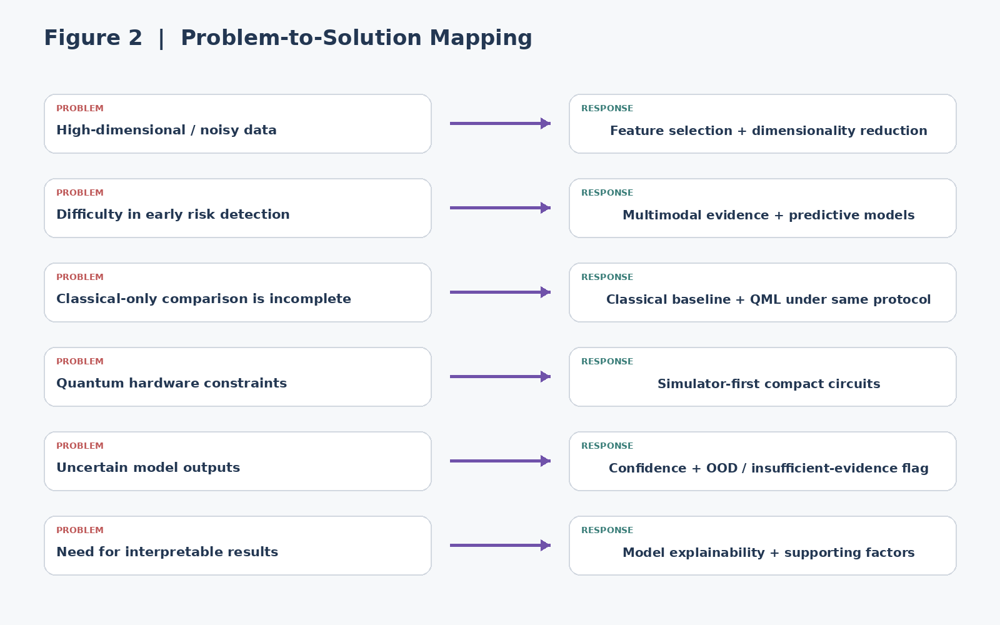 Figure 2 | Problem-to-Solution Mapping
PROBLEM
High-dimensional / noisy data
RESPONSE
Feature selection + dimensionality reduction
PROBLEM
Difficulty in early risk detection
RESPONSE
Multimodal evidence + predictive models
PROBLEM
Classical-only comparison is incomplete
RESPONSE
Classical baseline + QML under same protocol
PROBLEM
Quantum hardware constraints
RESPONSE
Simulator-first compact circuits
PROBLEM
Uncertain model outputs
RESPONSE
Confidence + OOD / insufficient-evidence flag
PROBLEM
Need for interpretable results
RESPONSE
Model explainability + supporting factors